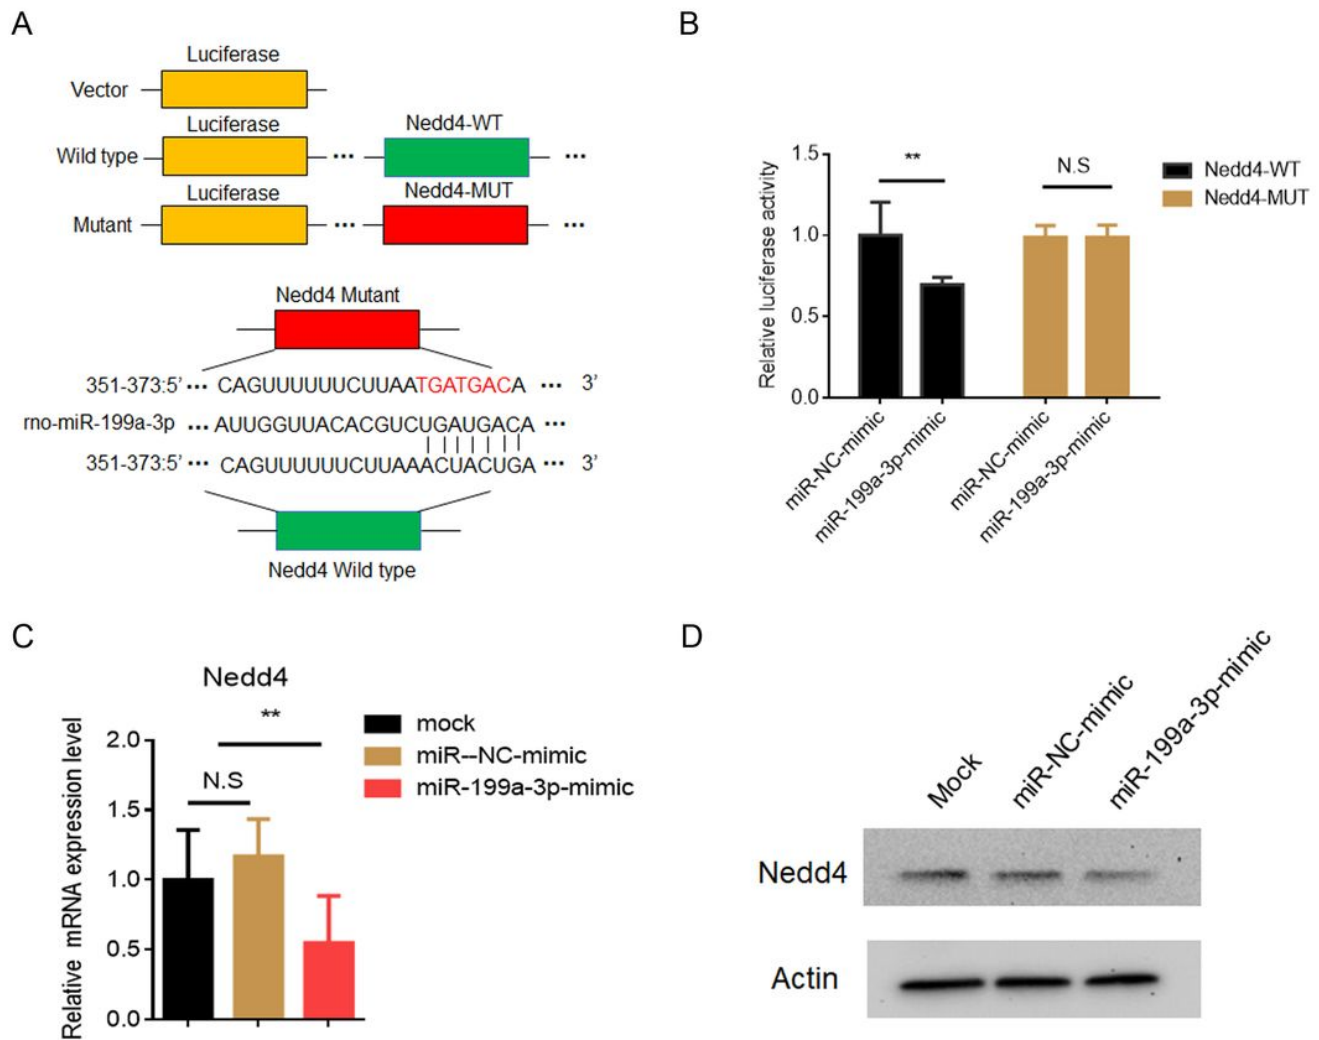 A
Luciferase
Vector
Luciferase
Nedd4-WT
Wild type ... ...
Luciferase
Nedd4-MUT
Mutant ... ...
Nedd4 Mutant
351-373:5’ ... CAGUUUUUUCUUAATGATGACA ... 3’
rno-miR-199a-3p ... AUUGGUUACACGUCUGAUGACA ...
351-373:5’ ... CAGUUUUUUCUUAAACUACUGA ... 3’
Nedd4 Wild type
B
Relative luciferase activity
1.5
1.0
0.5
0.0
**
N.S
Nedd4-WT
Nedd4-MUT
miR-NC-mimic
miR-199a-3p-mimic
miR-NC-mimic
miR-199a-3p-mimic
C
Nedd4
Relative mRNA expression level
2.0
1.5
1.0
0.5
0.0
**
N.S
mock
miR--NC-mimic
miR-199a-3p-mimic
D
Mock
miR-NC-mimic
miR-199a-3p-mimic
Nedd4
Actin